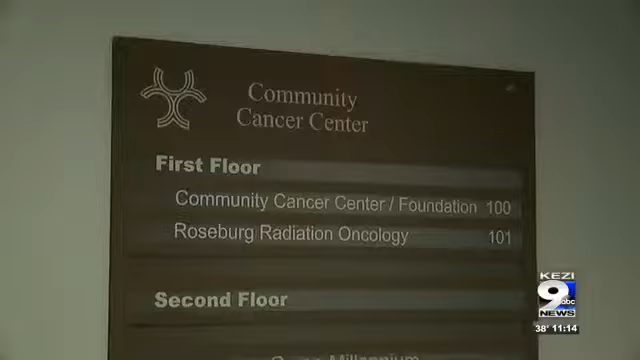 Community
Cancer Center
First Floor
Community Cancer Center / Foundation 100
Roseburg Radiation Oncology 101
Second Floor
Millennium
KEZI
9
abc
NEWS
38° 11:14